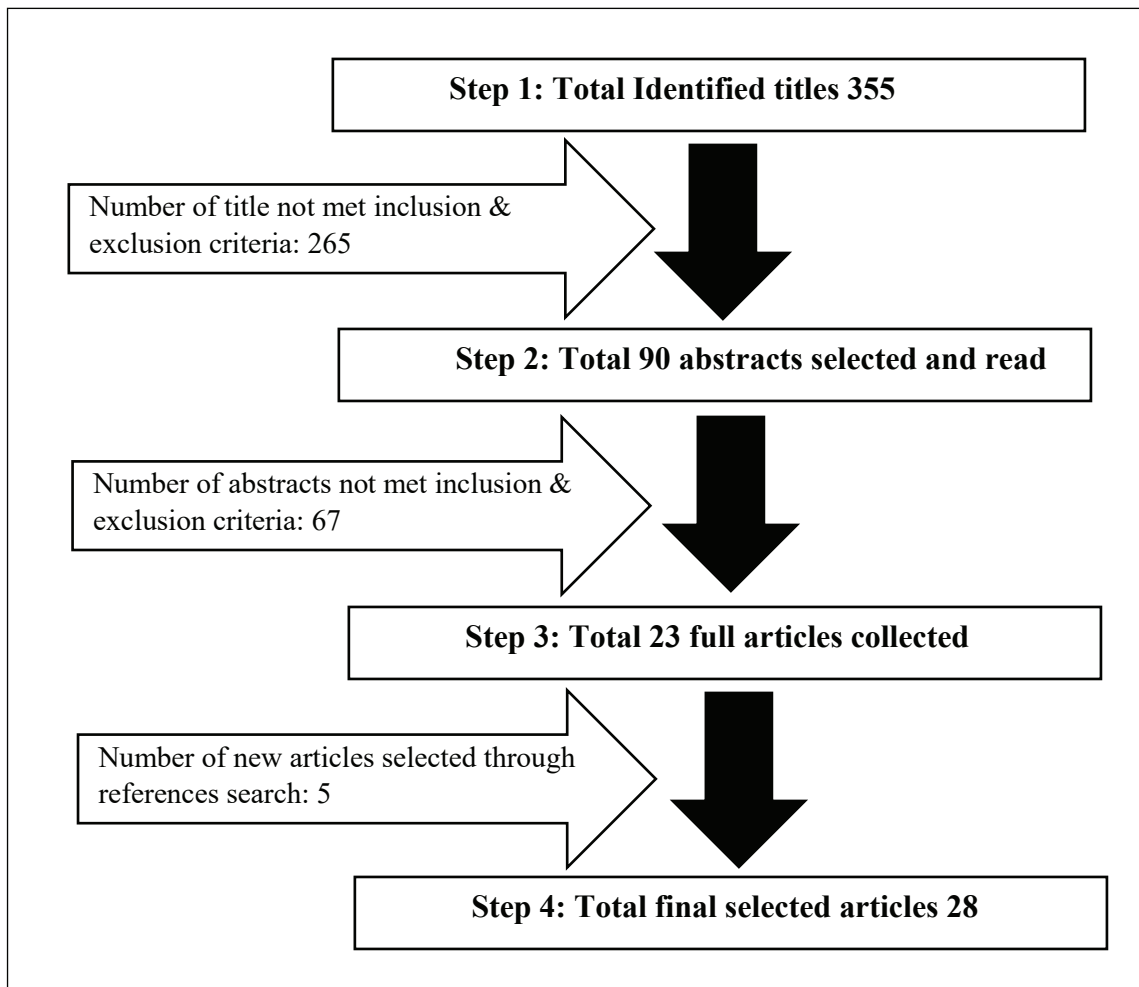 Step 1: Total Identified titles 355
Number of title not met inclusion &
exclusion criteria: 265
Step 2: Total 90 abstracts selected and read
Number of abstracts not met inclusion &
exclusion criteria: 67
Step 3: Total 23 full articles collected
Number of new articles selected through
references search: 5
Step 4: Total final selected articles 28